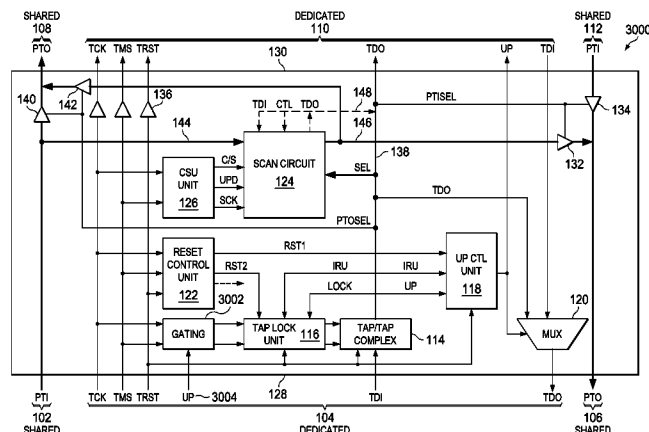 SHARED DEDICATED SHARED
108 110 112
PTO TCK TMS TRST TDO UP TDI PTI 3000
130
140 142 136 148 PTISEL 134
TDI CTL TDO
144 146
132
138
CSU UNIT 126
C/S
UPD
SCK
SCAN CIRCUIT 124
SEL
TDO
PTOSEL
RESET CONTROL UNIT 122
RST1
RST2
IRU IRU
LOCK UP
UP CTL UNIT 118
3002
120
GATING
TAP LOCK UNIT 116
TAP/TAP COMPLEX
114
MUX
128
PTI TCK TMS TRST UP 3004 TDI TDO PTO
102 104 106
SHARED DEDICATED SHARED